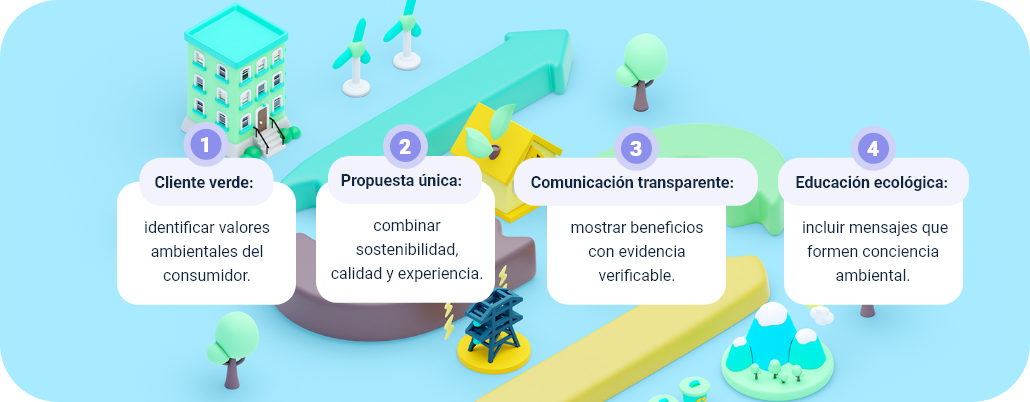 1
Cliente verde:
identificar valores
ambientales del
consumidor.
2
Propuesta única:
combinar
sostenibilidad,
calidad y experiencia.
3
Comunicación transparente:
mostrar beneficios
con evidencia
verificable.
4
Educación ecológica:
incluir mensajes que
formen conciencia
ambiental.